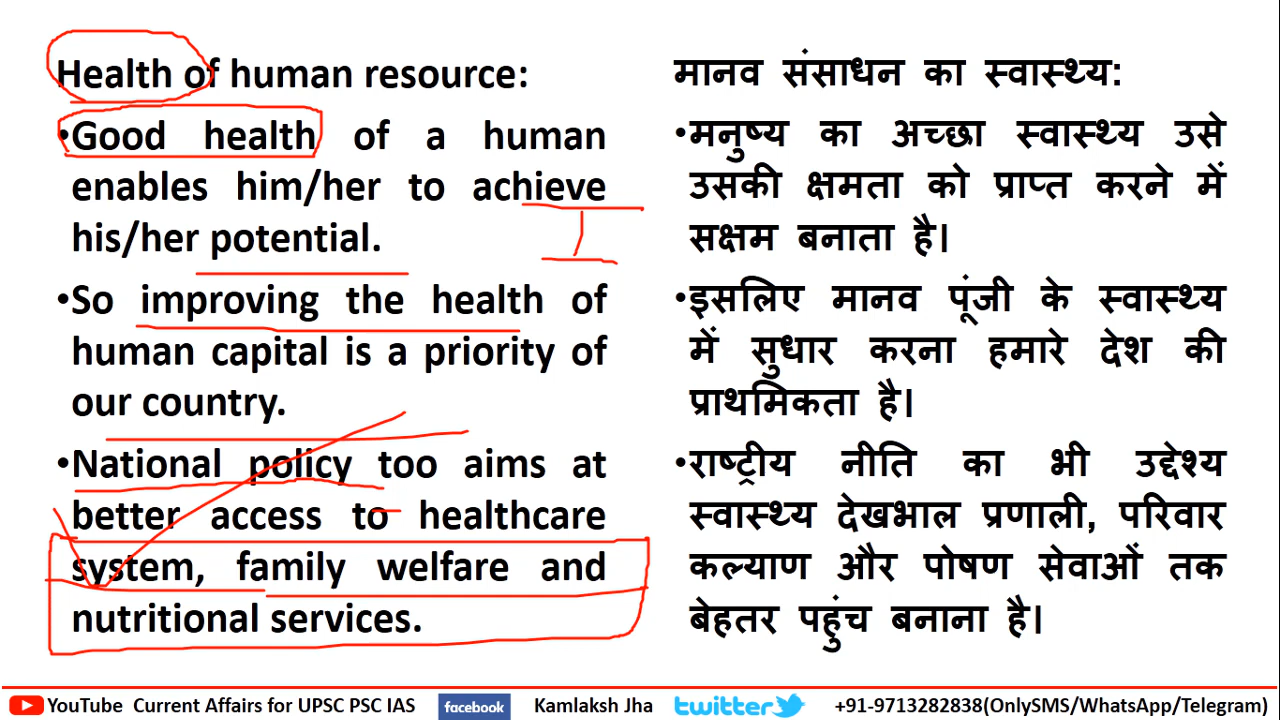 Health of human resource:
•Good health of a human
enables him/her to achieve
his/her potential.
•So improving the health of
human capital is a priority of
our country.
•National policy too aims at
better access to healthcare
system, family welfare and
nutritional services.
मानव संसाधन का स्वास्थ्य:
•मनुष्य का अच्छा स्वास्थ्य उसे
उसकी क्षमता को प्राप्त करने में
सक्षम बनाता है।
•इसलिए मानव पूंजी के स्वास्थ्य
में सुधार करना हमारे देश की
प्राथमिकता है।
•राष्ट्रीय नीति का भी उद्देश्य
स्वास्थ्य देखभाल प्रणाली, परिवार
कल्याण और पोषण सेवाओं तक
बेहतर पहुंच बनाना है।
YouTube Current Affairs for UPSC PSC IAS facebook Kamlaksh Jha twitter +91-9713282838(OnlySMS/WhatsApp/Telegram)